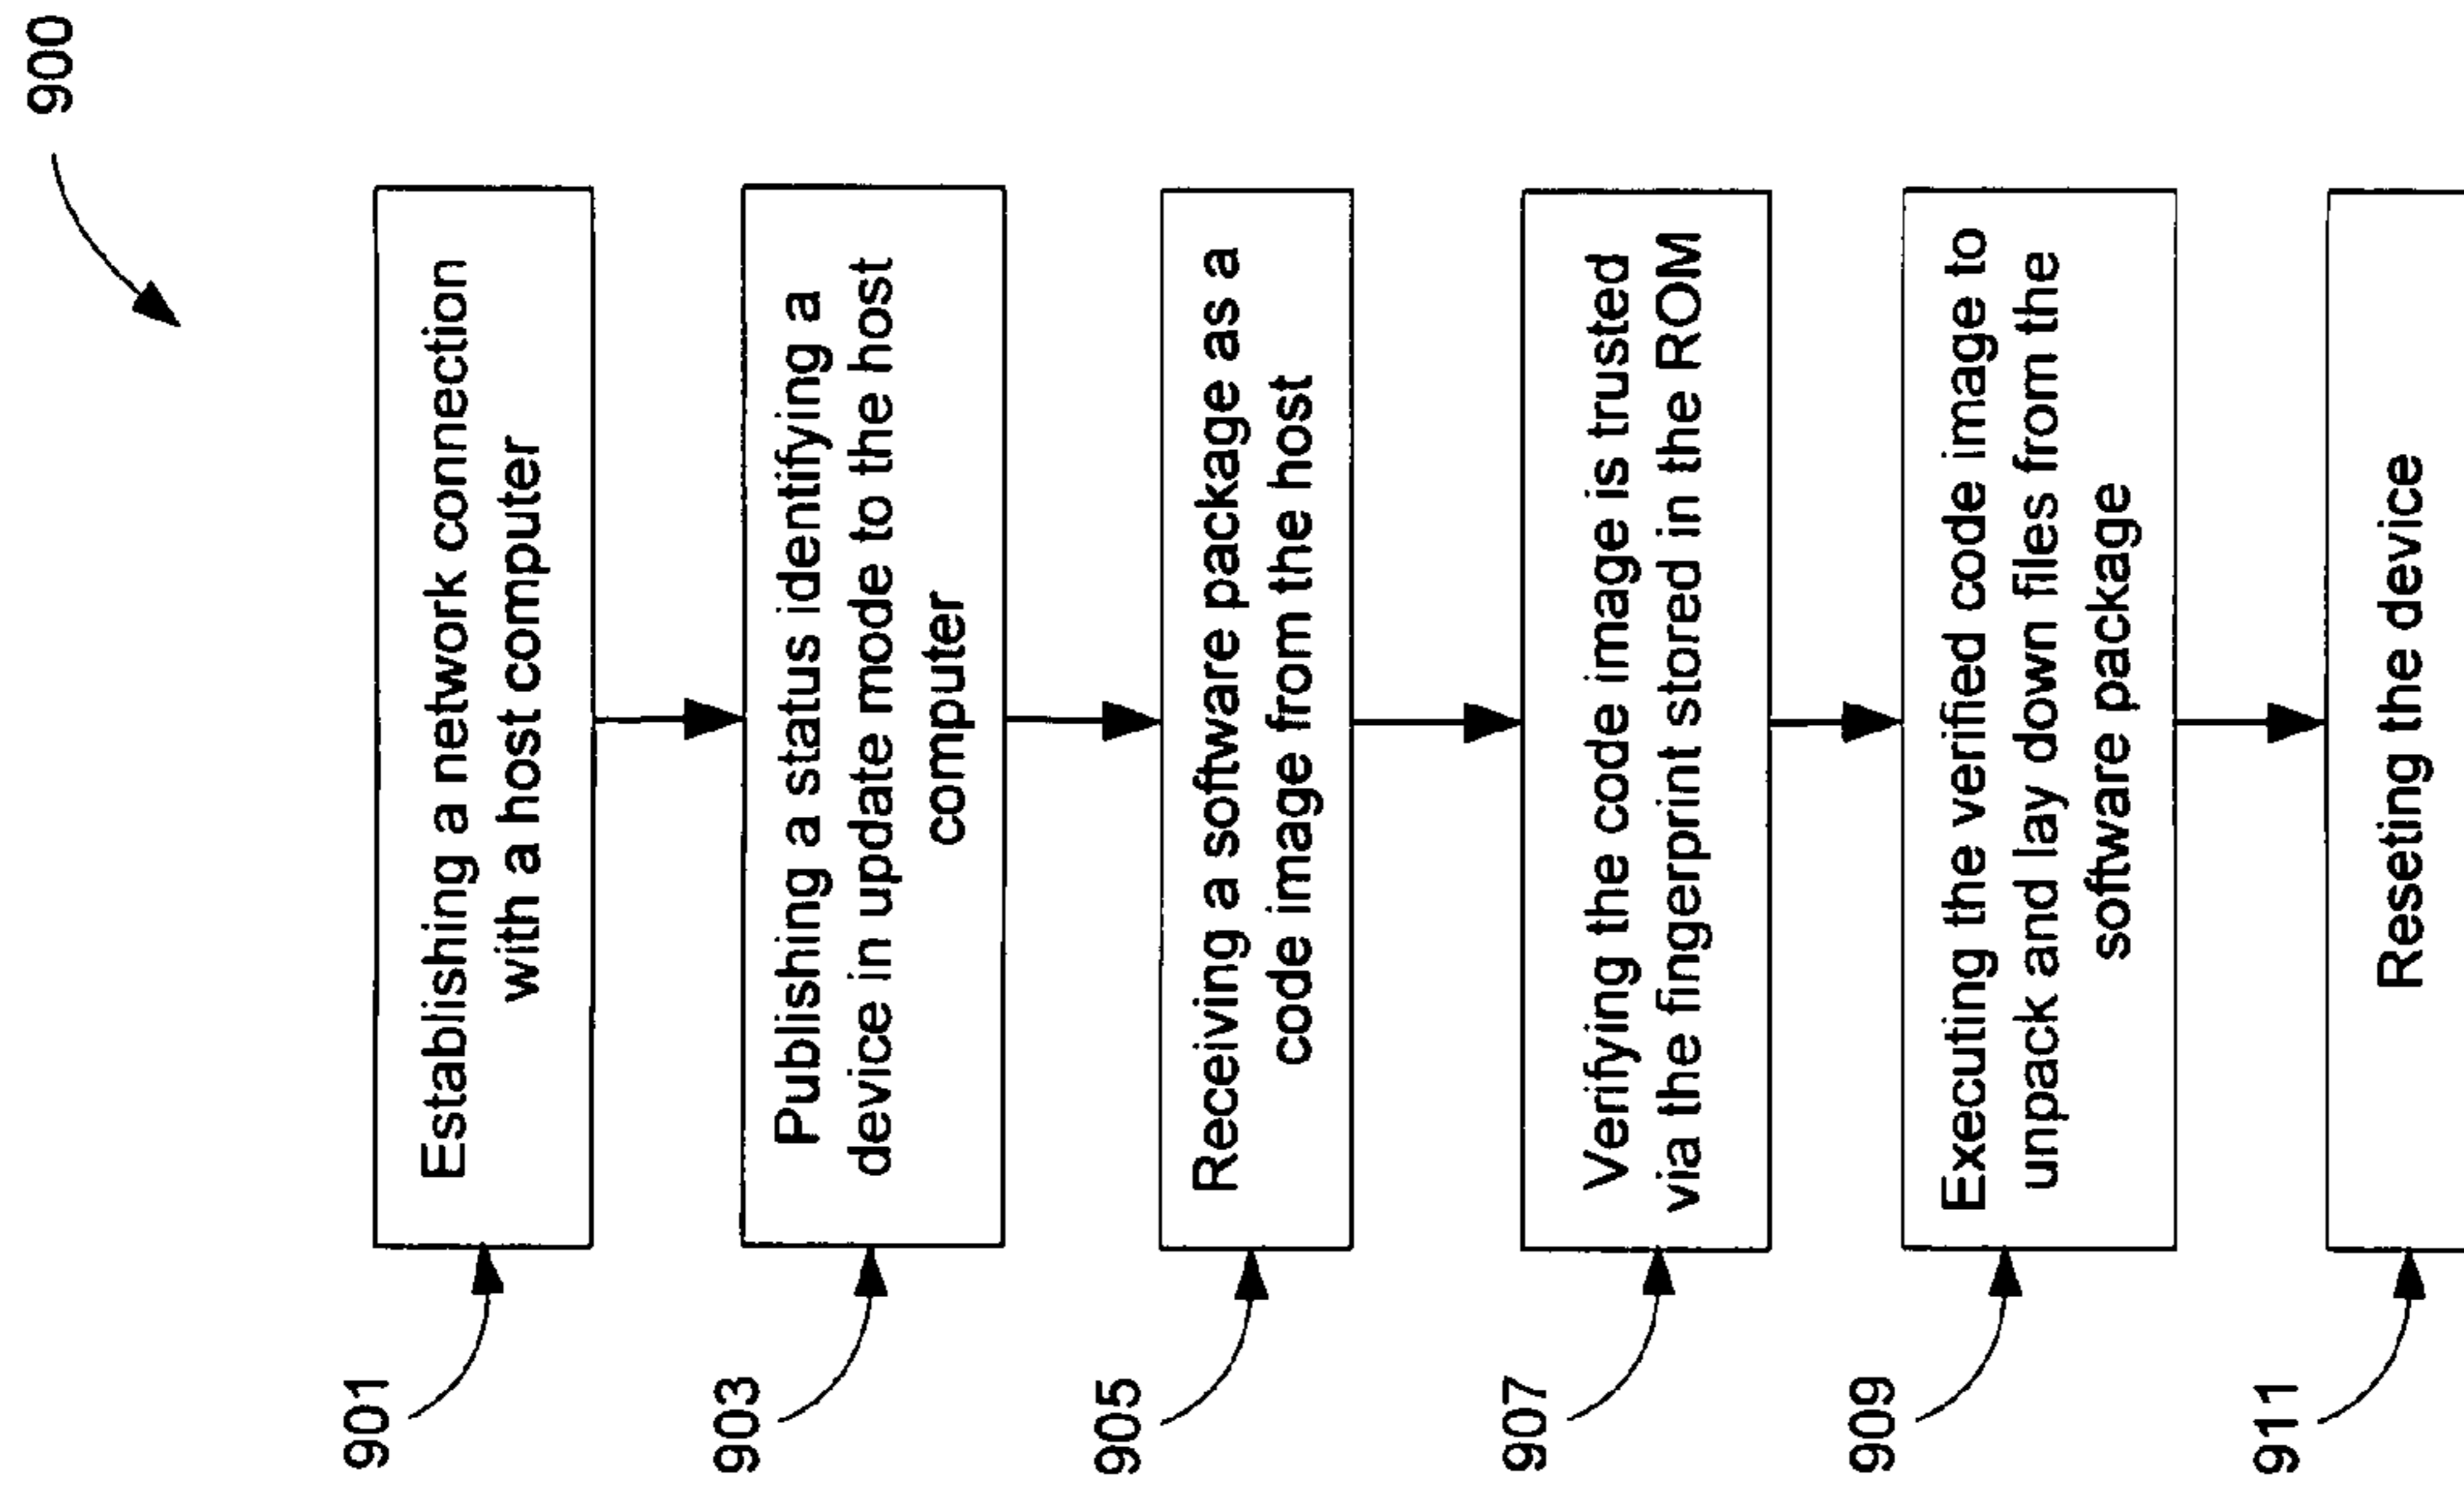 900
901
Establishing a network connection
with a host computer
903
Publishing a status identifying a
device in update mode to the host
computer
905
Receiving a software package as a
code image from the host
907
Verifying the code image is trusted
via the fingerprint stored in the ROM
909
Executing the verified code image to
unpack and lay down files from the
software package
911
Reseting the device